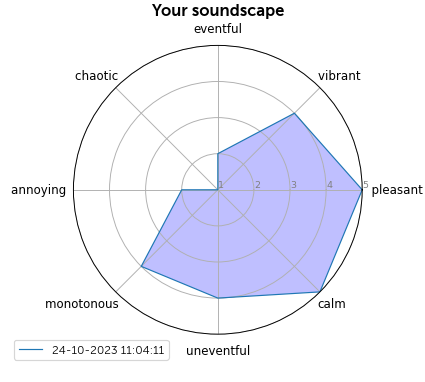 Your soundscape
eventful
chaotic
vibrant
annoying
1 2 3 4 5
pleasant
monotonous
calm
uneventful
24-10-2023 11:04:11